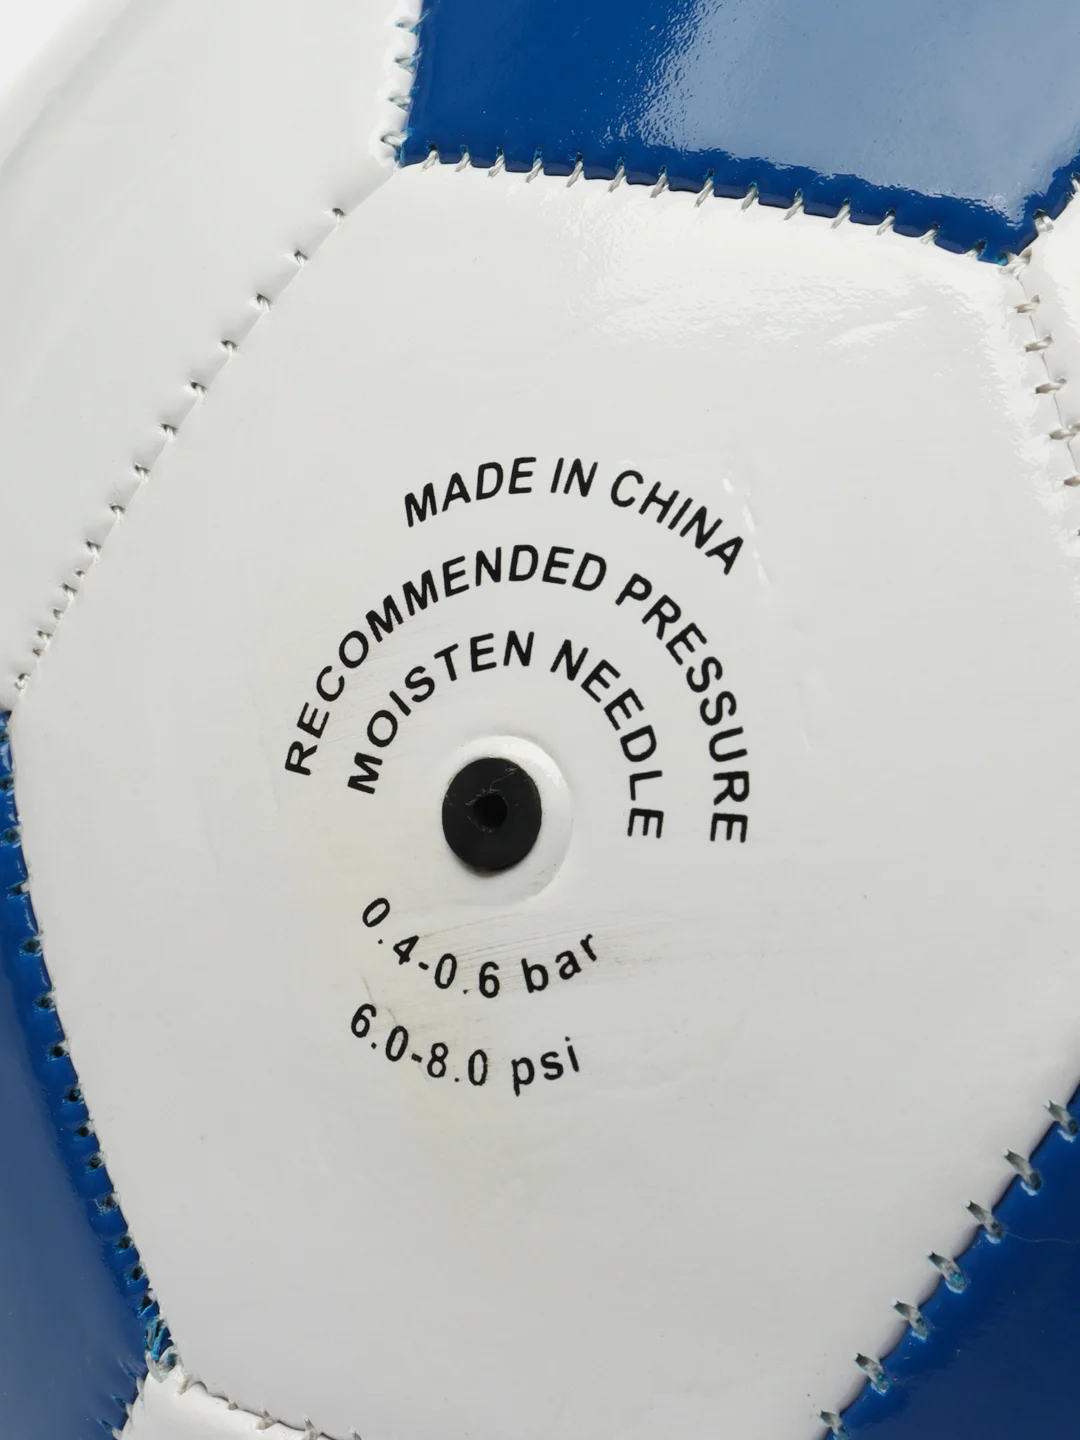 MADE IN CHINA
RECOMMENDED PRESSURE
MOISTEN NEEDLE
0.4-0.6 bar
6.0-8.0 psi